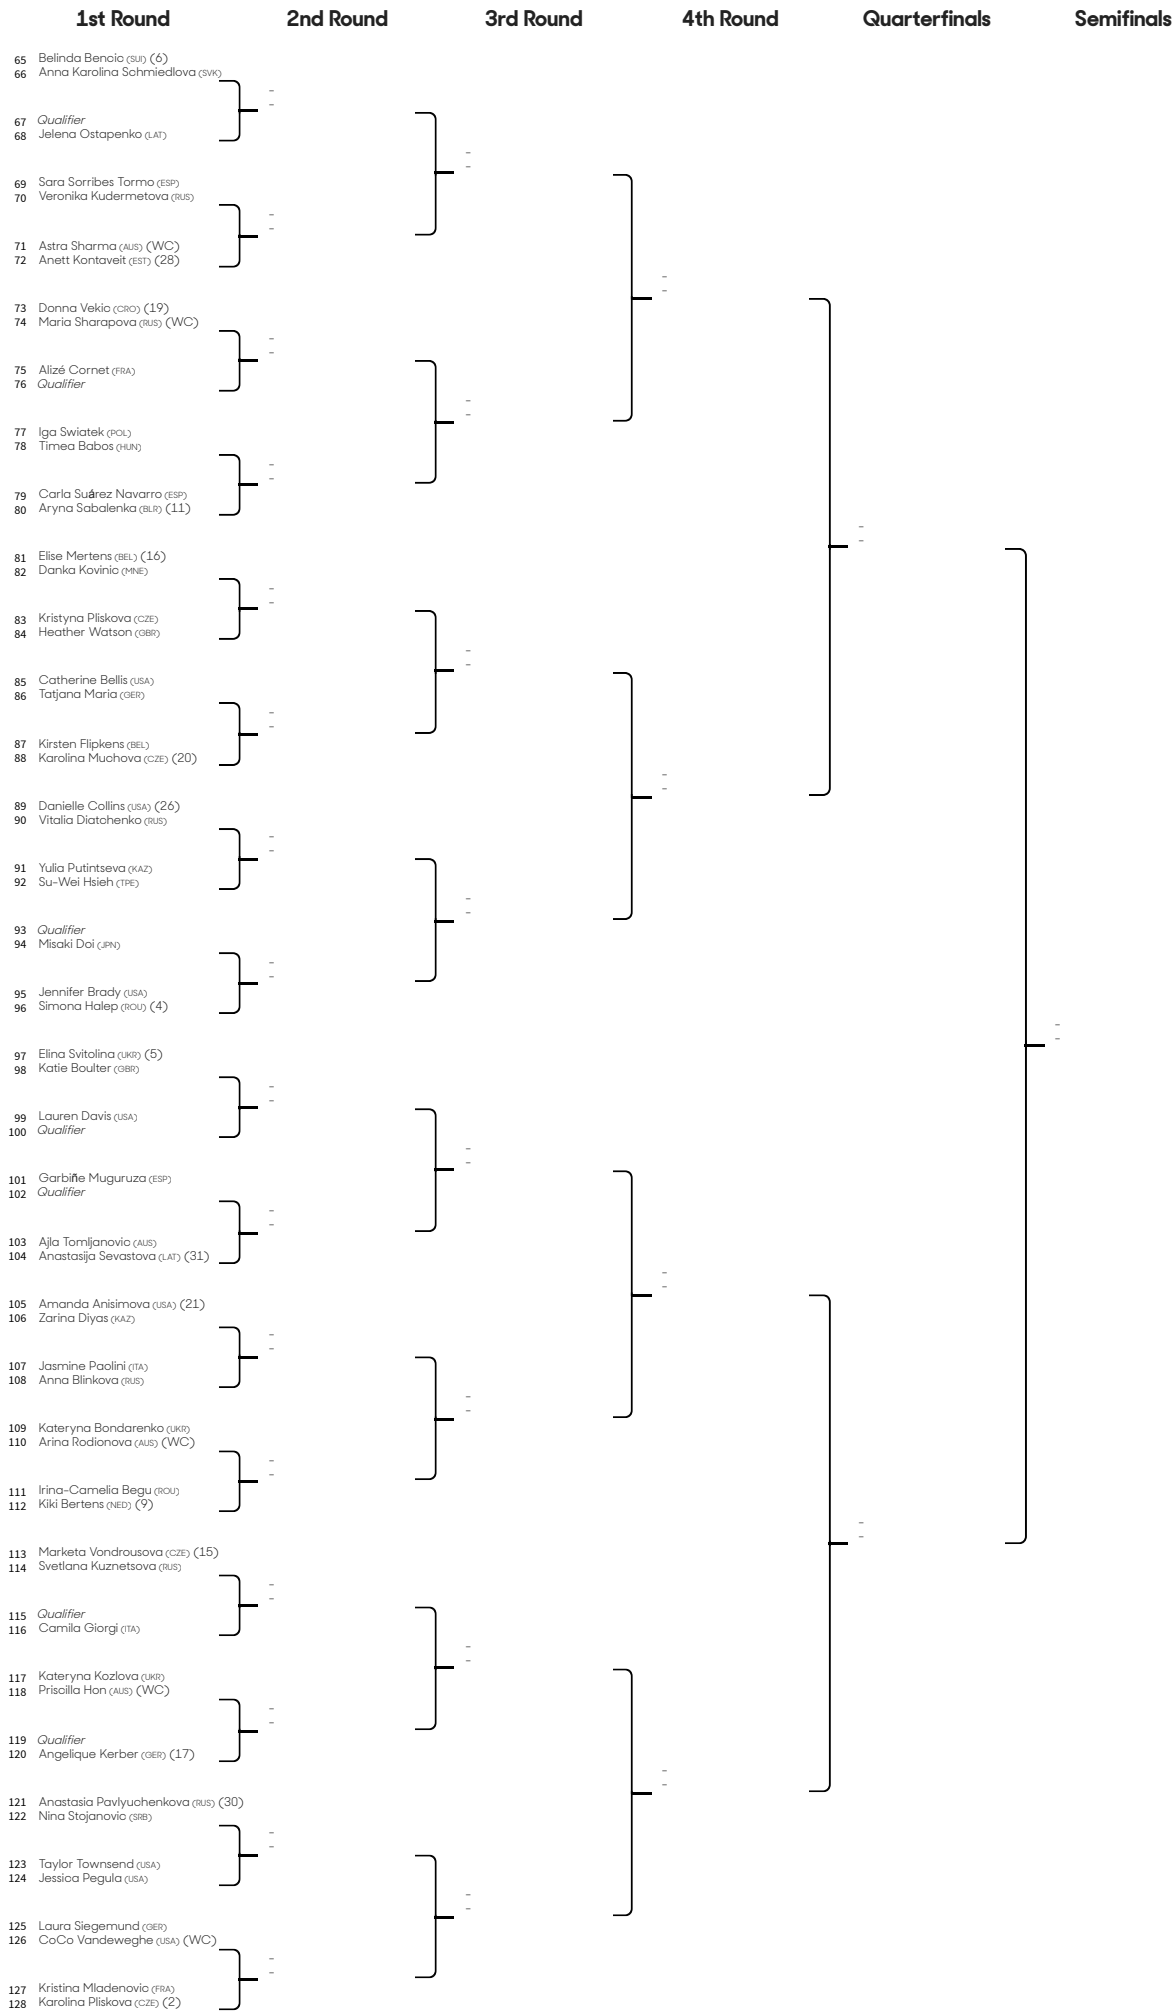 1st Round 2nd Round 3rd Round 4th Round Quarterfinals Semifinals
65 Belinda Bencic (SUI) (6)
66 Anna Karolina Schmiedlova (SVK)
67 Qualifier
68 Jelena Ostapenko (LAT)
69 Sara Sorribes Tormo (ESP)
70 Veronika Kudermetova (RUS)
71 Astra Sharma (AUS) (WC)
72 Anett Kontaveit (EST) (28)
73 Donna Vekic (CRO) (19)
74 Maria Sharapova (RUS) (WC)
75 Alizé Cornet (FRA)
76 Qualifier
77 Iga Swiatek (POL)
78 Timea Babos (HUN)
79 Carla Suárez Navarro (ESP)
80 Aryna Sabalenka (BLR) (11)
81 Elise Mertens (BEL) (16)
82 Danka Kovinic (MNE)
83 Kristyna Pliskova (CZE)
84 Heather Watson (GBR)
85 Catherine Bellis (USA)
86 Tatjana Maria (GER)
87 Kirsten Flipkens (BEL)
88 Karolina Muchova (CZE) (20)
89 Danielle Collins (USA) (26)
90 Vitalia Diatchenko (RUS)
91 Yulia Putintseva (KAZ)
92 Su-Wei Hsieh (TPE)
93 Qualifier
94 Misaki Doi (JPN)
95 Jennifer Brady (USA)
96 Simona Halep (ROU) (4)
97 Elina Svitolina (UKR) (5)
98 Katie Boulter (GBR)
99 Lauren Davis (USA)
100 Qualifier
101 Garbiñe Muguruza (ESP)
102 Qualifier
103 Ajla Tomljanovic (AUS)
104 Anastasija Sevastova (LAT) (31)
105 Amanda Anisimova (USA) (21)
106 Zarina Diyas (KAZ)
107 Jasmine Paolini (ITA)
108 Anna Blinkova (RUS)
109 Kateryna Bondarenko (UKR)
110 Arina Rodionova (AUS) (WC)
111 Irina-Camelia Begu (ROU)
112 Kiki Bertens (NED) (9)
113 Marketa Vondrousova (CZE) (15)
114 Svetlana Kuznetsova (RUS)
115 Qualifier
116 Camila Giorgi (ITA)
117 Kateryna Kozlova (UKR)
118 Priscilla Hon (AUS) (WC)
119 Qualifier
120 Angelique Kerber (GER) (17)
121 Anastasia Pavlyuchenkova (RUS) (30)
122 Nina Stojanovic (SRB)
123 Taylor Townsend (USA)
124 Jessica Pegula (USA)
125 Laura Siegemund (GER)
126 CoCo Vandeweghe (USA) (WC)
127 Kristina Mladenovic (FRA)
128 Karolina Pliskova (CZE) (2)